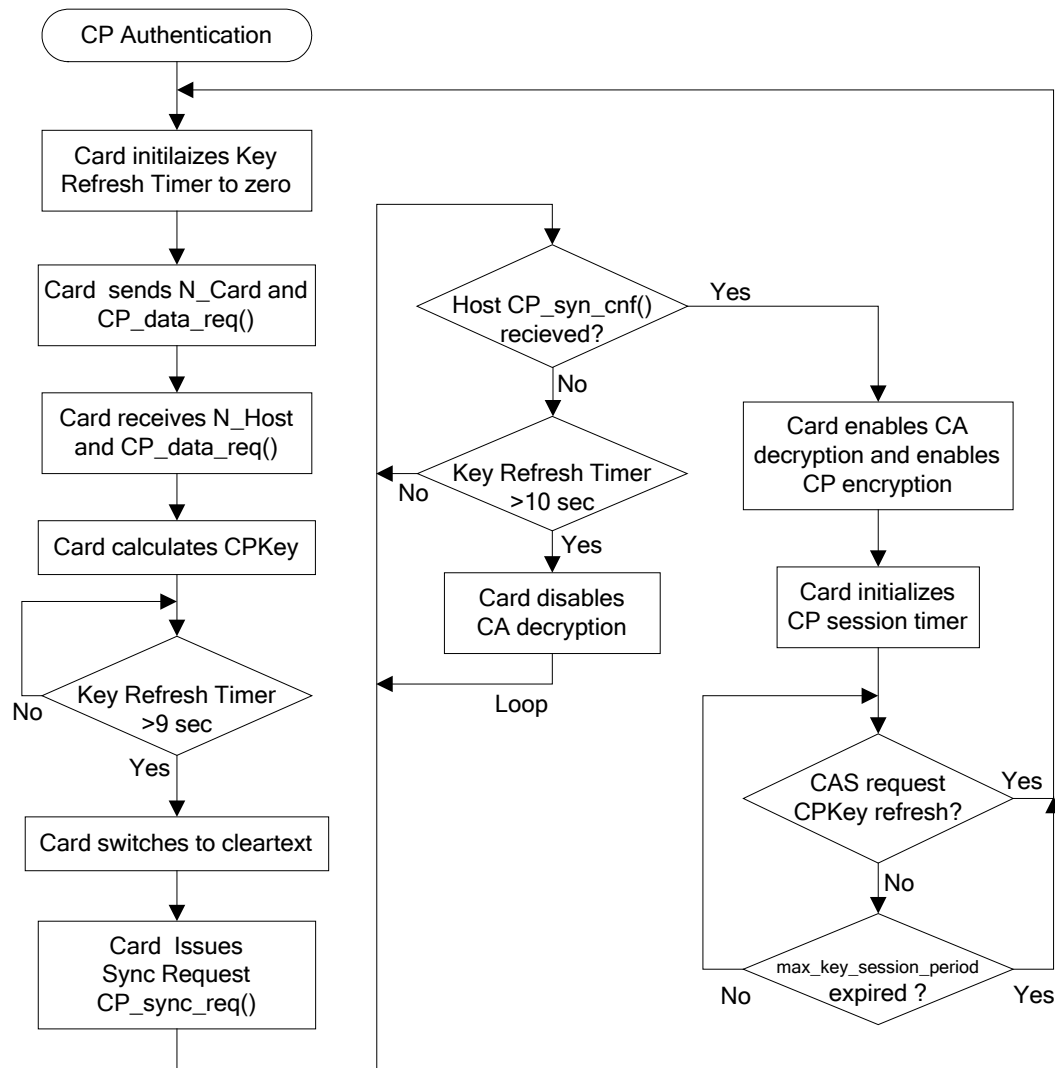 CP Authentication
Card initilaizes Key
Refresh Timer to zero
Card sends N_Card and
CP_data_req()
Card receives N_Host
and CP_data_req()
Card calculates CPKey
Key Refresh Timer
>9 sec
No
Yes
Card switches to cleartext
Card Issues
Sync Request
CP_sync_req()
Host CP_syn_cnf()
recieved?
Yes
No
Key Refresh Timer
>10 sec
No
Yes
Card disables
CA decryption
Loop
Card enables CA
decryption and enables
CP encryption
Card initializes
CP session timer
CAS request
CPKey refresh?
Yes
No
max_key_session_period
expired ?
No
Yes